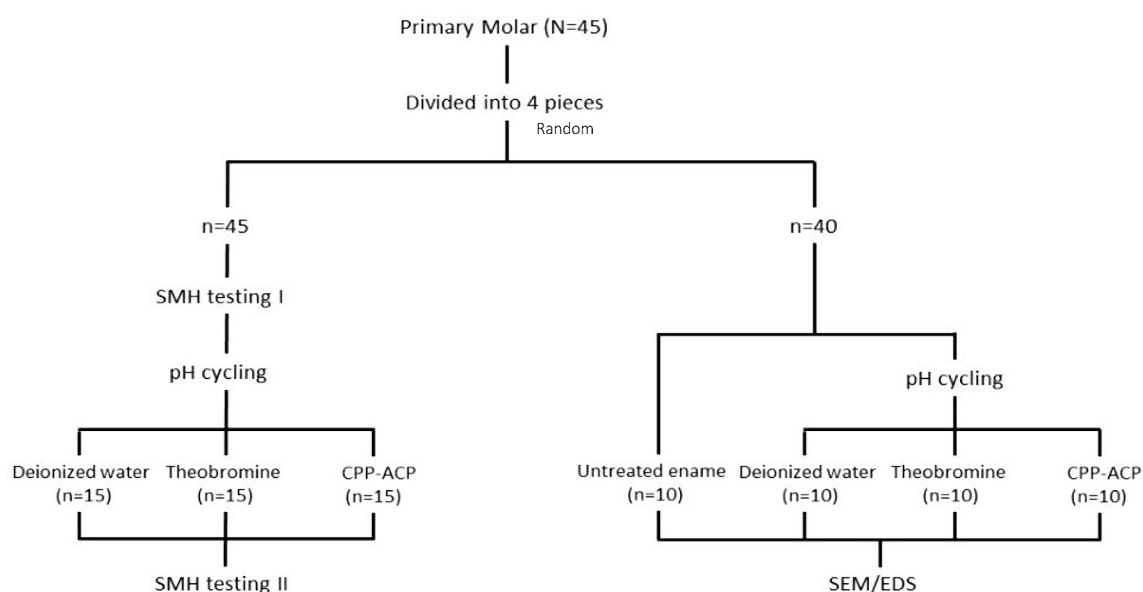 Primary Molar (N=45)
Divided into 4 pieces
Random
n=45
n=40
SMH testing I
pH cycling
pH cycling
Deionized water
(n=15)
Theobromine
(n=15)
CPP-ACP
(n=15)
Untreated ename
(n=10)
Deionized water
(n=10)
Theobromine
(n=10)
CPP-ACP
(n=10)
SMH testing II
SEM/EDS